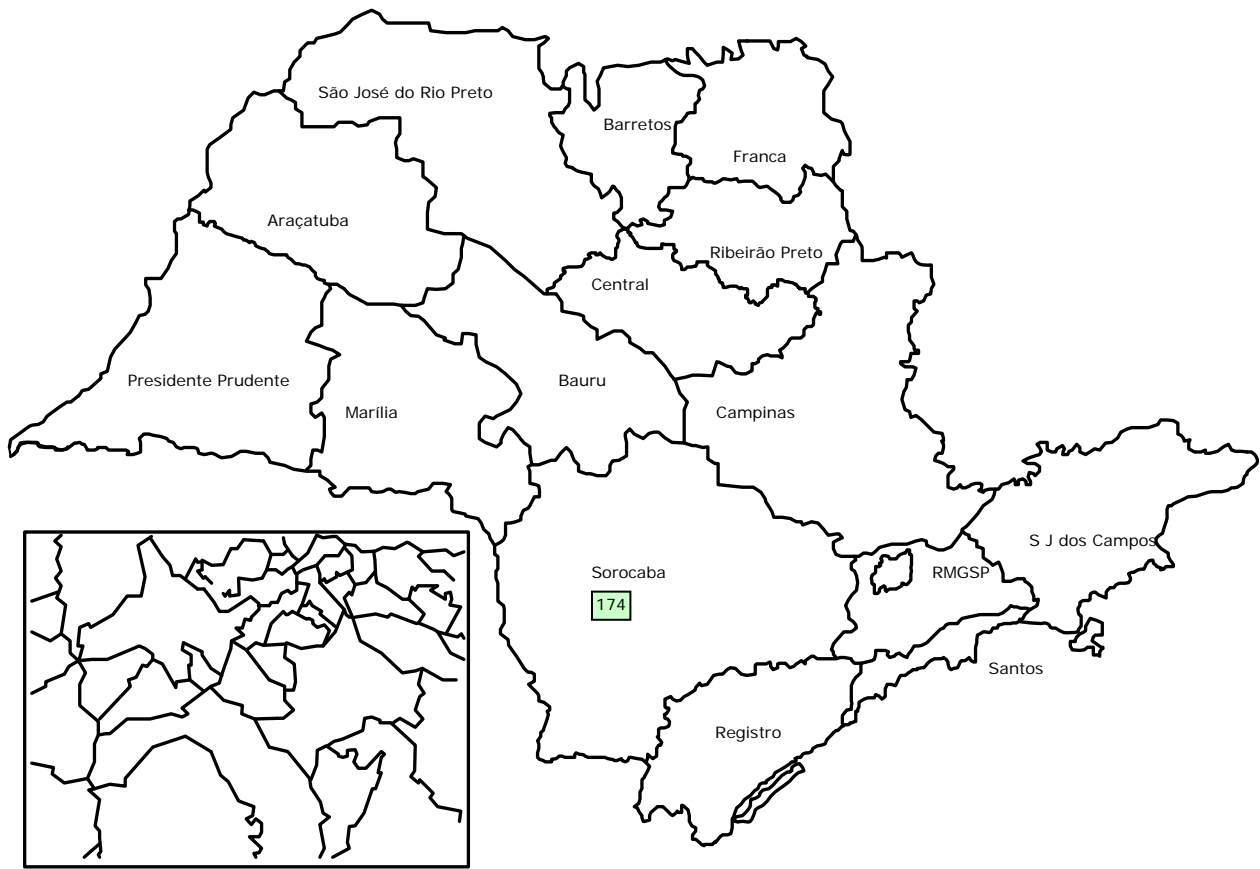 São José do Rio Preto
Barretos
Franca
Araçatuba
Ribeirão Preto
Central
Presidente Prudente
Bauru
Marília
Campinas
S J dos Campos
Sorocaba
RMGSP
174
Santos
Registro